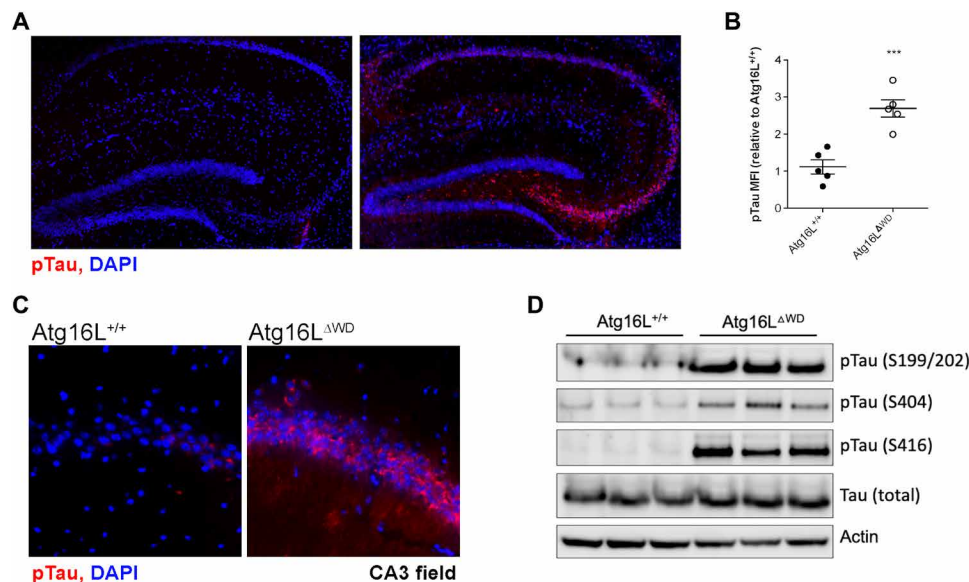 A
pTau, DAPI
B
pTau MFI (relative to Atg16L+/+)
4
3
2
1
0
***
Atg16L+/+
Atg16LΔWD
C
Atg16L+/+
Atg16LΔWD
pTau, DAPI
CA3 field
D
Atg16L+/+
Atg16LΔWD
pTau (S199/202)
pTau (S404)
pTau (S416)
Tau (total)
Actin